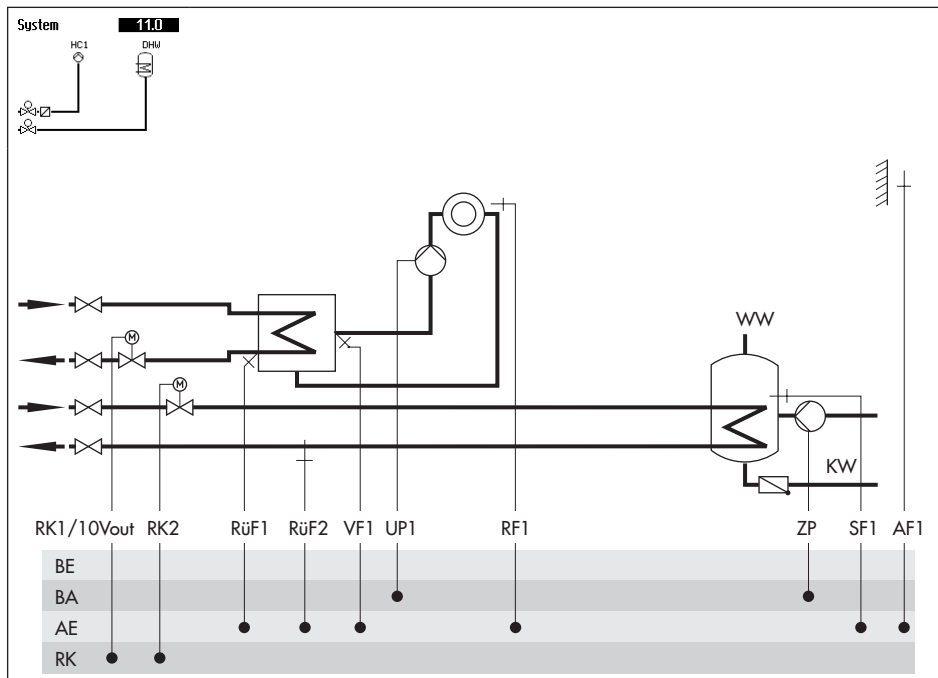 System 11.0
HC1 DHW
M
M
WW
KW
RK1/10Vout RK2 RüF1 RüF2 VF1 UP1 RF1 ZP SF1 AF1
BE
BA
AE
RK